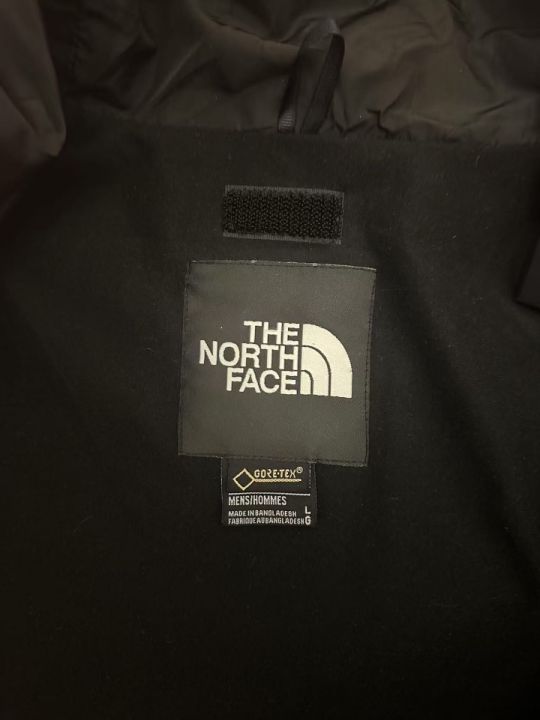 THE
NORTH
FACE
GORE-TEX®
MENS/HOMMES
MADE IN BANGLADESH L
FABRIQUE AU BANGLADESH G